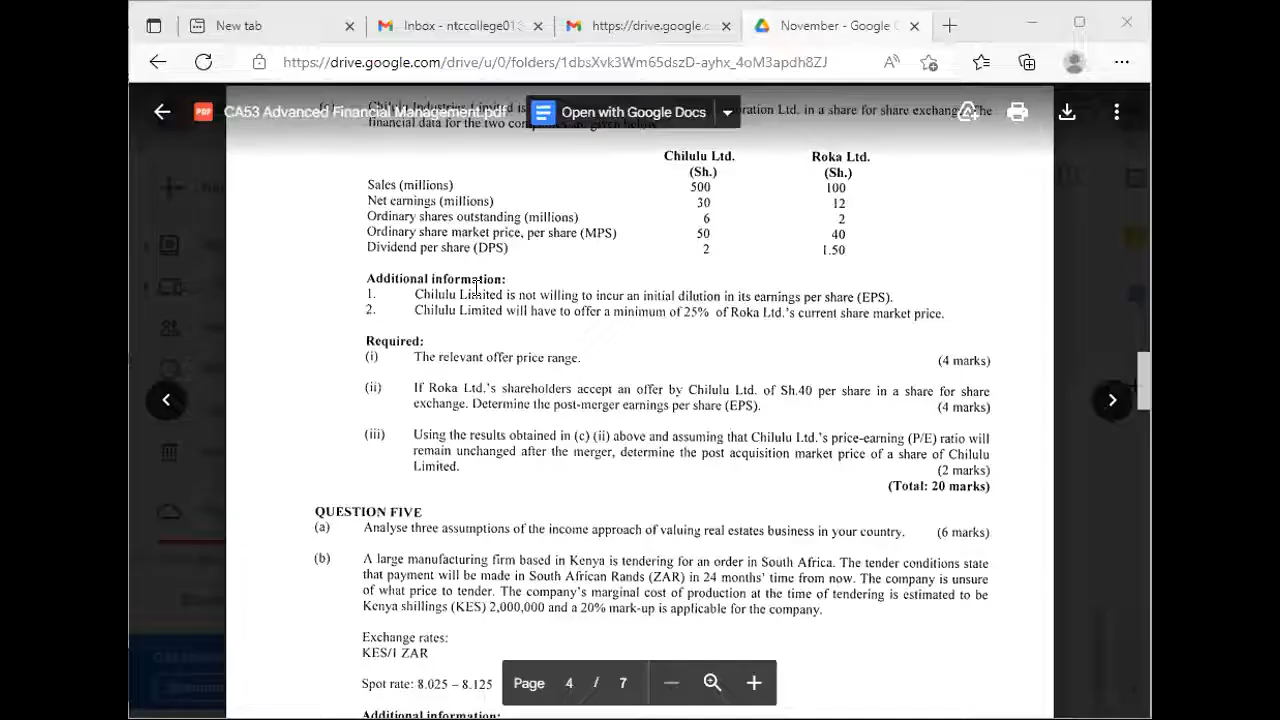 New tab
Inbox - ntccollege01
https://drive.google.c
November - Google
https://drive.google.com/drive/u/0/folders/1dbsXvk3Wm65dszD-ayhx_4oM3apdh8ZJ
CA53 Advanced Financial Management.pdf
Open with Google Docs
oration Ltd. in a share for share exchange. The
financial data for the two
Chilulu Ltd. Roka Ltd.
(Sh.) (Sh.)
Sales (millions) 500 100
Net earnings (millions) 30 12
Ordinary shares outstanding (millions) 6 2
Ordinary share market price, per share (MPS) 50 40
Dividend per share (DPS) 2 1.50
Additional information:
1. Chilulu Limited is not willing to incur an initial dilution in its earnings per share (EPS).
2. Chilulu Limited will have to offer a minimum of 25% of Roka Ltd.'s current share market price.
Required:
(i) The relevant offer price range. (4 marks)
(ii) If Roka Ltd.'s shareholders accept an offer by Chilulu Ltd. of Sh.40 per share in a share for share
exchange. Determine the post-merger earnings per share (EPS). (4 marks)
(iii) Using the results obtained in (c) (ii) above and assuming that Chilulu Ltd.'s price-earning (P/E) ratio will
remain unchanged after the merger, determine the post acquisition market price of a share of Chilulu
Limited. (2 marks)
(Total: 20 marks)
QUESTION FIVE
(a) Analyse three assumptions of the income approach of valuing real estates business in your country. (6 marks)
(b) A large manufacturing firm based in Kenya is tendering for an order in South Africa. The tender conditions state
that payment will be made in South African Rands (ZAR) in 24 months' time from now. The company is unsure
of what price to tender. The company's marginal cost of production at the time of tendering is estimated to be
Kenya shillings (KES) 2,000,000 and a 20% mark-up is applicable for the company.
Exchange rates:
KES/1 ZAR
Spot rate: 8.025 – 8.125
Page 4 / 7
Additional information: